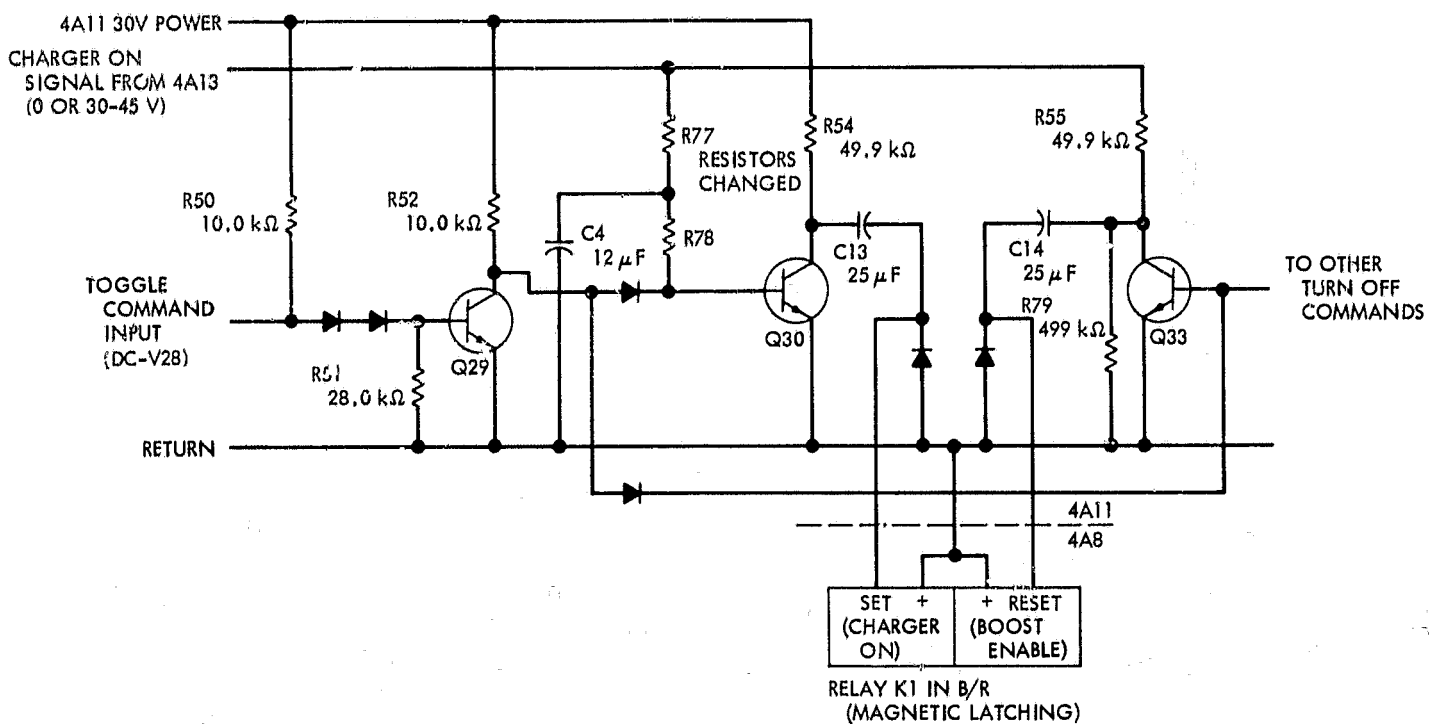 4A11 30V POWER
CHARGER ON
SIGNAL FROM 4A13
(0 OR 30-45 V)
R77
RESISTORS
CHANGED
R54
49.9 kΩ
R55
49.9 kΩ
R50
10.0 kΩ
R52
10.0 kΩ
C4
12 μF
R78
C13
25 μF
C14
25 μF
R79
499 kΩ
TOGGLE
COMMAND
INPUT
(DC-V28)
Q29
Q30
Q33
TO OTHER
TURN OFF
COMMANDS
R51
28.0 kΩ
RETURN
4A11
4A8
SET + + RESET
(CHARGER (BOOST
ON) ENABLE)
RELAY K1 IN B/R
(MAGNETIC LATCHING)